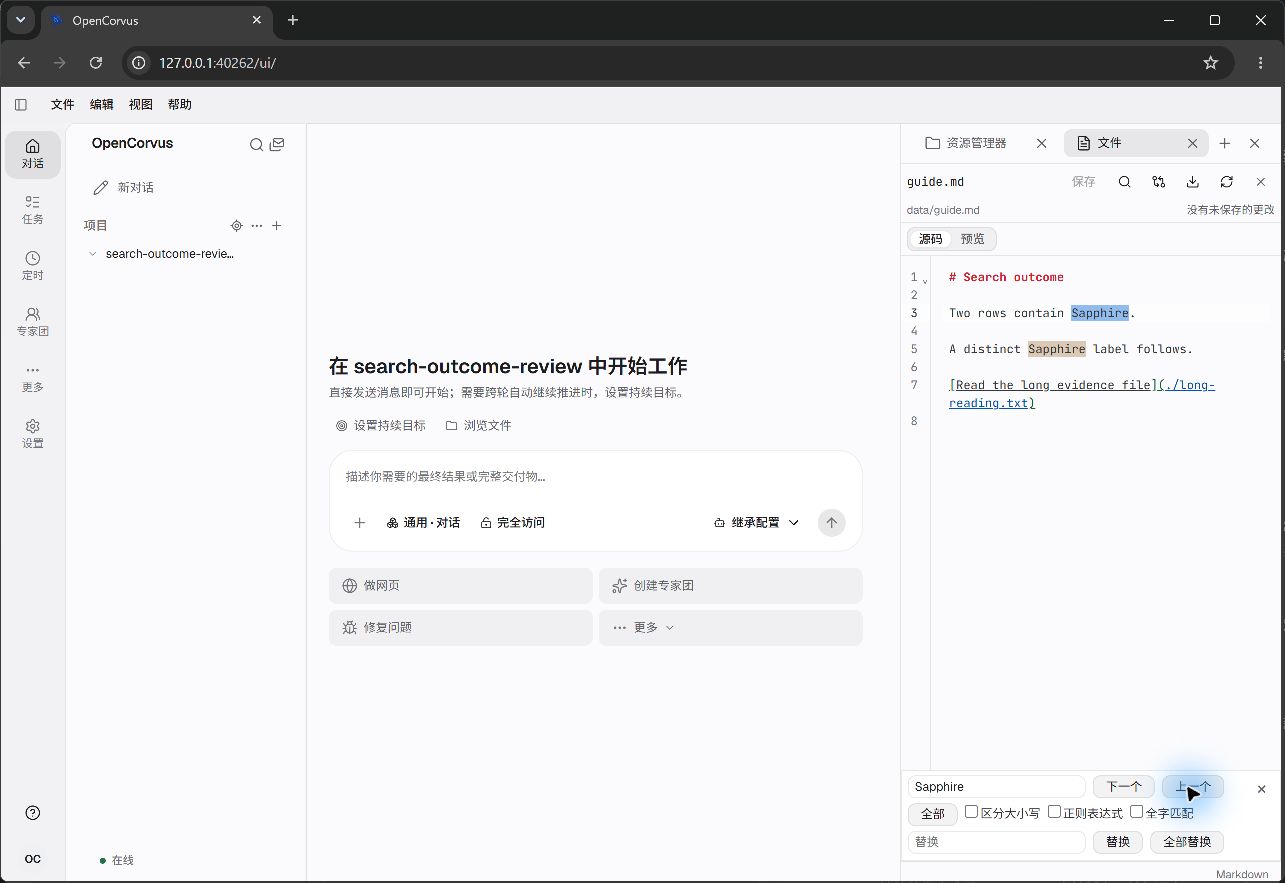 OpenCorvus
127.0.0.1:40262/ui/
文件 编辑 视图 帮助
对话
任务
定时
专家团
更多
设置
OC
OpenCorvus
新对话
项目
search-outcome-revie...
在线
在 search-outcome-review 中开始工作
直接发送消息即可开始；需要跨轮自动继续推进时，设置持续目标。
设置持续目标 浏览文件
描述你需要的最终结果或完整交付物...
通用 · 对话 完全访问 继承配置
做网页 创建专家团
修复问题 更多
资源管理器 文件
guide.md 保存
data/guide.md 没有未保存的更改
源码 预览
1 # Search outcome
2
3 Two rows contain Sapphire.
4
5 A distinct Sapphire label follows.
6
7 [Read the long evidence file](./long-
reading.txt)
8
Sapphire 下一个 上一个
全部 区分大小写 正则表达式 全字匹配
替换 替换 全部替换
Markdown